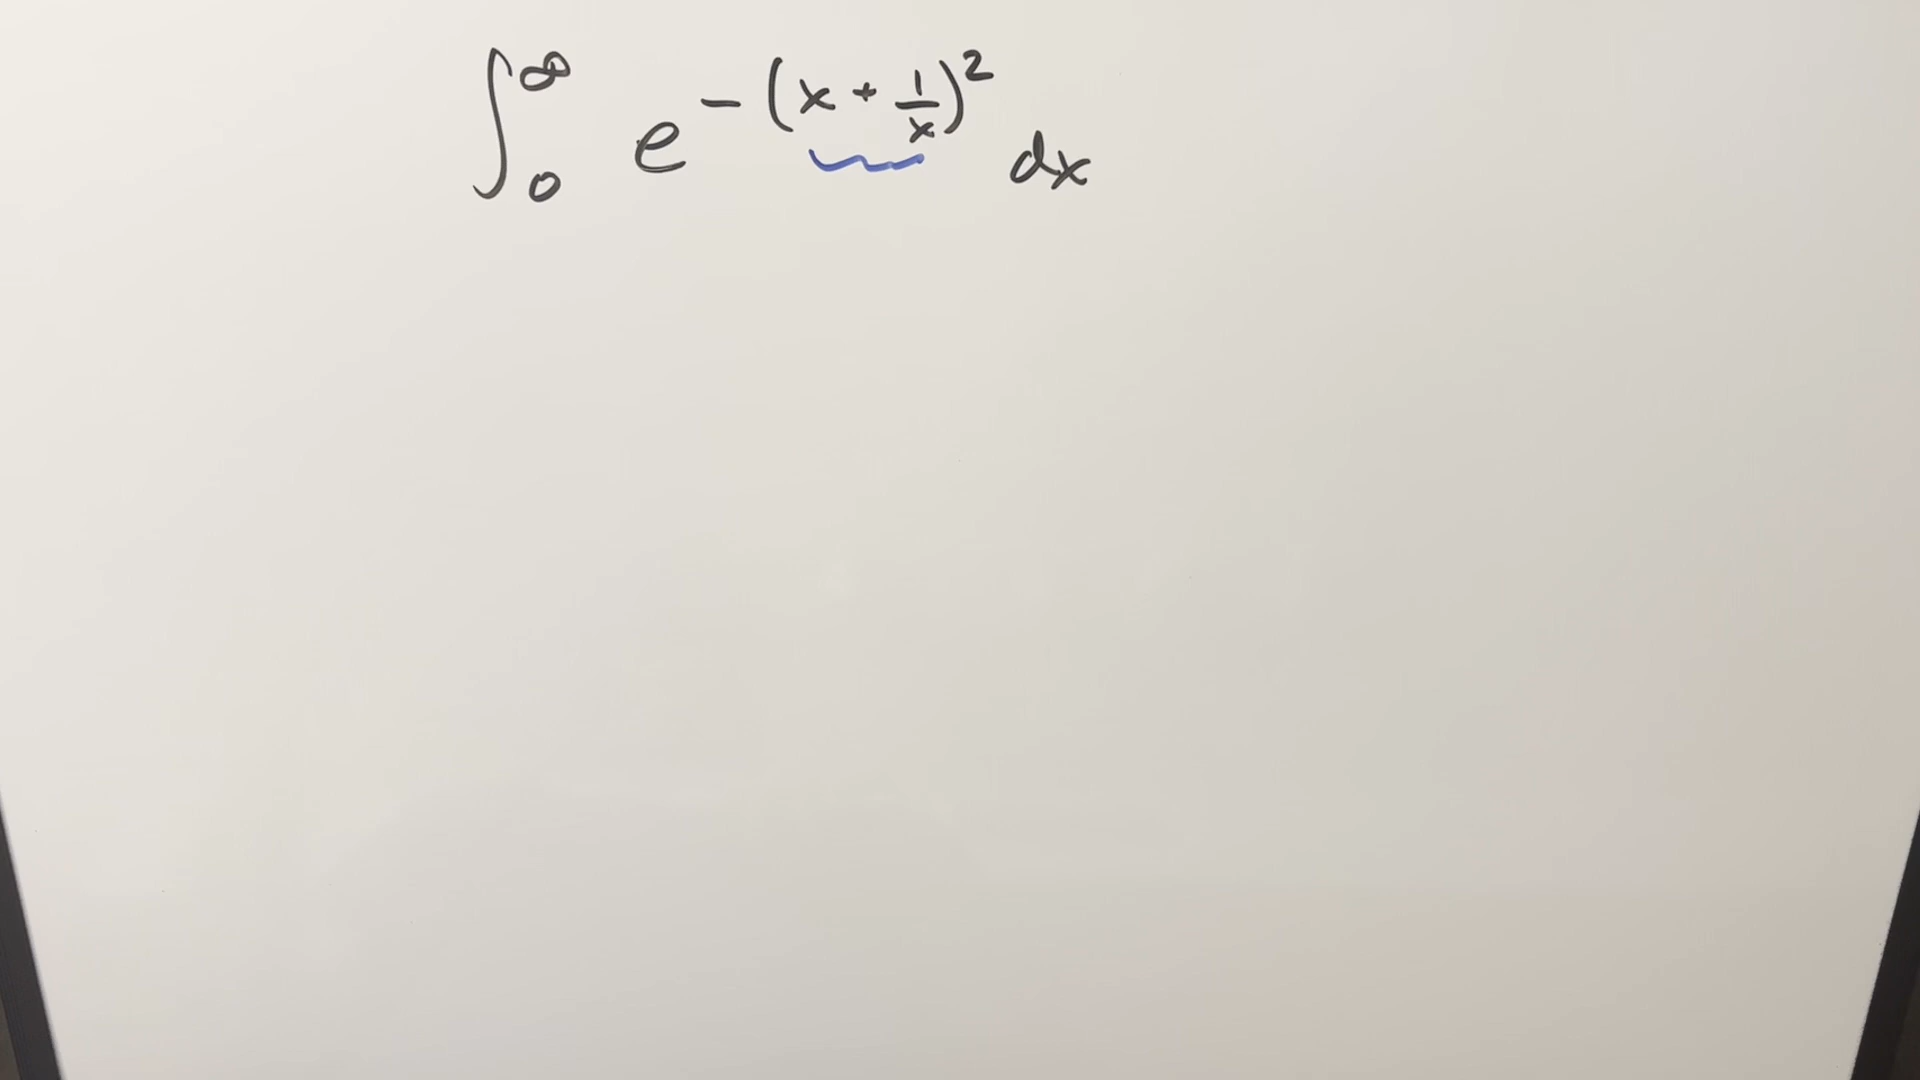 ∫₀^∞ e^{-(x + 1/x)²} dx